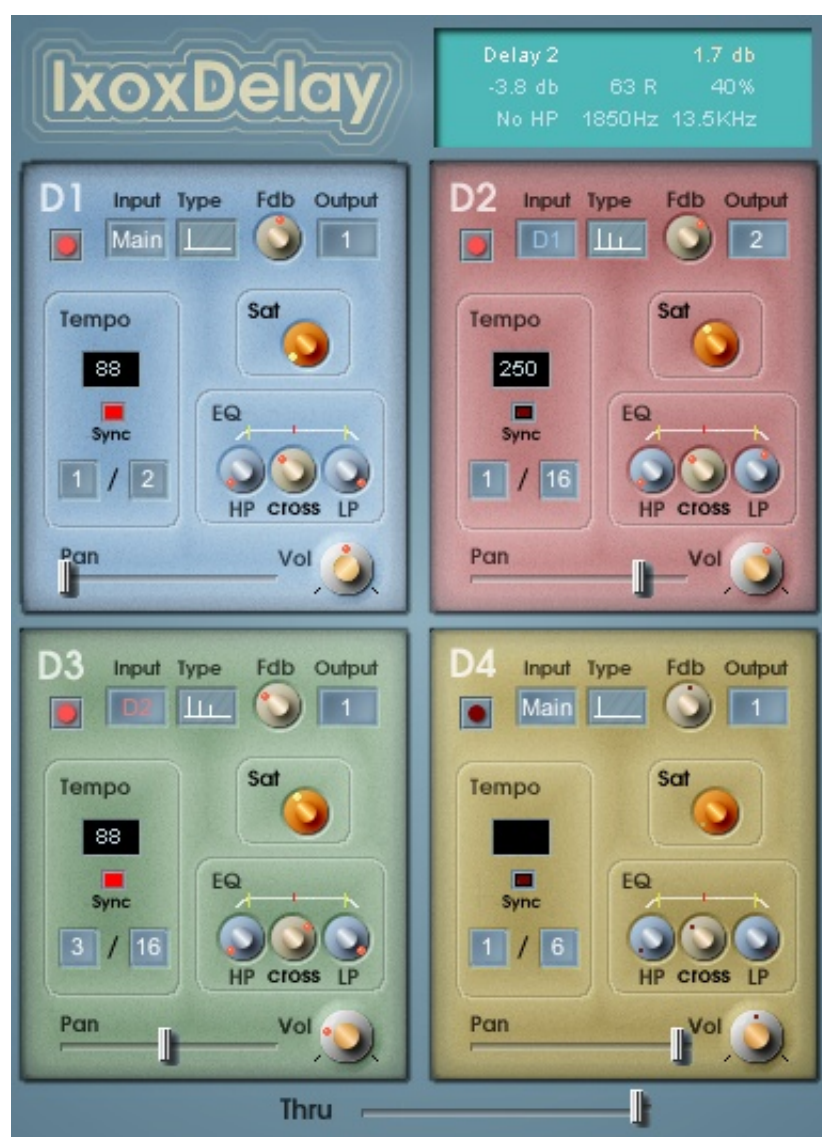 IxoxDelay
Delay 2 1.7 db
-3.8 db 63 R 40%
No HP 1850Hz 13.5KHz
D1 Input Type Fdb Output
Main 1
Tempo Sat
88
Sync
EQ
1 / 2
HP cross LP
Pan Vol
D2 Input Type Fdb Output
D1 2
Tempo Sat
250
Sync
EQ
1 / 16
HP cross LP
Pan Vol
D3 Input Type Fdb Output
D2 1
Tempo Sat
88
Sync
EQ
3 / 16
HP cross LP
Pan Vol
D4 Input Type Fdb Output
Main 1
Tempo Sat
Sync
EQ
1 / 6
HP cross LP
Pan Vol
Thru